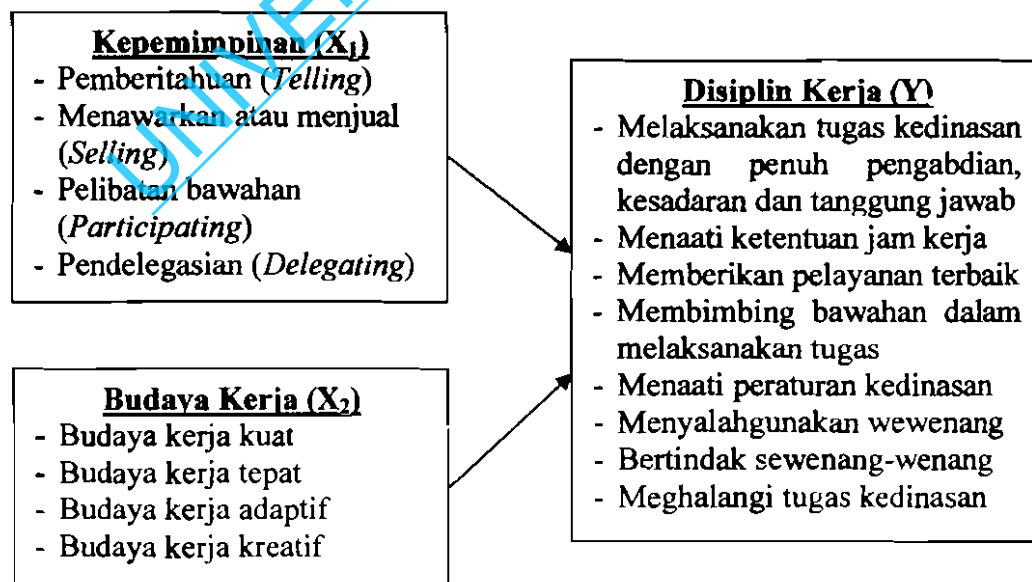 Kepemimpinan (X₁)
- Pemberitahuan (Telling)
- Menawarkan atau menjual
(Selling)
- Pelibatan bawahan
(Participating)
- Pendelegasian (Delegating)
Budaya Kerja (X₂)
- Budaya kerja kuat
- Budaya kerja tepat
- Budaya kerja adaptif
- Budaya kerja kreatif
Disiplin Kerja (Y)
- Melaksanakan tugas kedinasan
dengan penuh pengabdian,
kesadaran dan tanggung jawab
- Menaati ketentuan jam kerja
- Memberikan pelayanan terbaik
- Membimbing bawahan dalam
melaksanakan tugas
- Menaati peraturan kedinasan
- Menyalahgunakan wewenang
- Bertindak sewenang-wenang
- Meghalangi tugas kedinasan